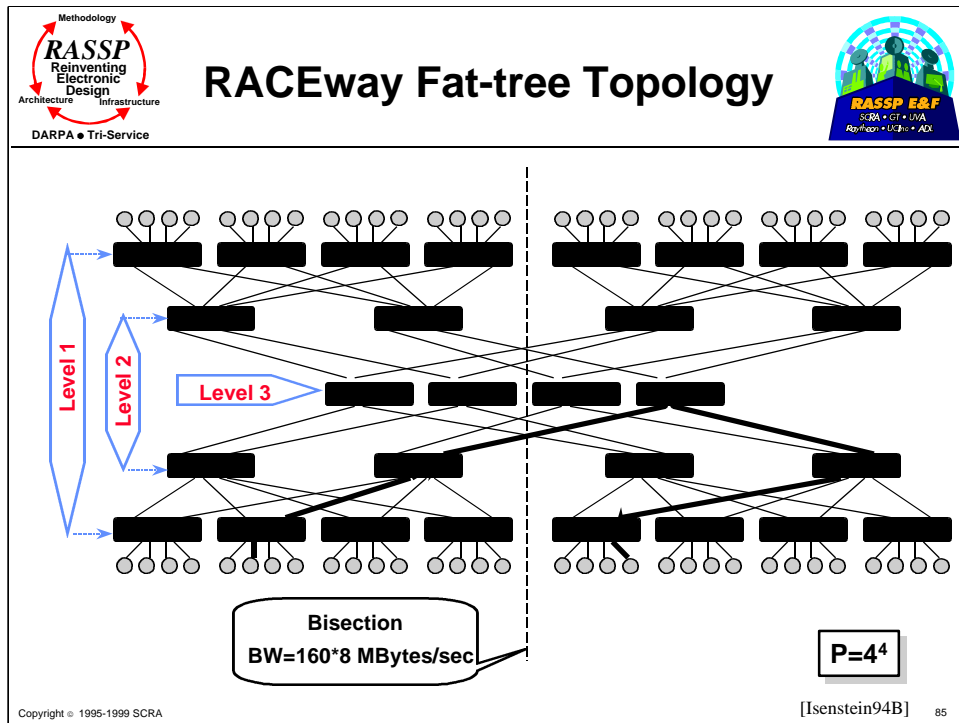 Methodology
RASSP
Reinventing
Electronic
Design
Architecture
Infrastructure
DARPA ● Tri-Service
RACEway Fat-tree Topology
RASSP E&F
SCRA • GT • UVA
Raytheon • UCinc • ADL
Level 1
Level 2
Level 3
Bisection
BW=160*8 MBytes/sec
P=4⁴
Copyright © 1995-1999 SCRA
[Isenstein94B]
85